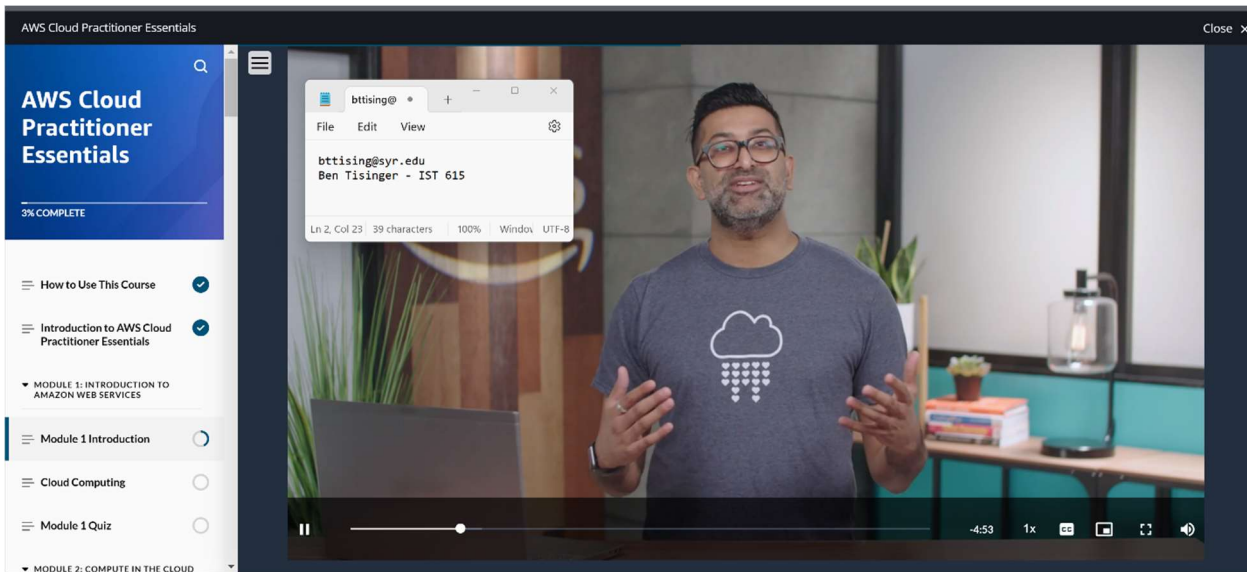 AWS Cloud Practitioner Essentials
Close ×
AWS Cloud
Practitioner
Essentials
3% COMPLETE
How to Use This Course
Introduction to AWS Cloud
Practitioner Essentials
MODULE 1: INTRODUCTION TO
AMAZON WEB SERVICES
Module 1 Introduction
Cloud Computing
Module 1 Quiz
MODULE 2: COMPUTE IN THE CLOUD
bttising@
File Edit View
bttising@syr.edu
Ben Tisinger - IST 615
Ln 2, Col 23 39 characters 100% Window UTF-8
-4:53 1x CC